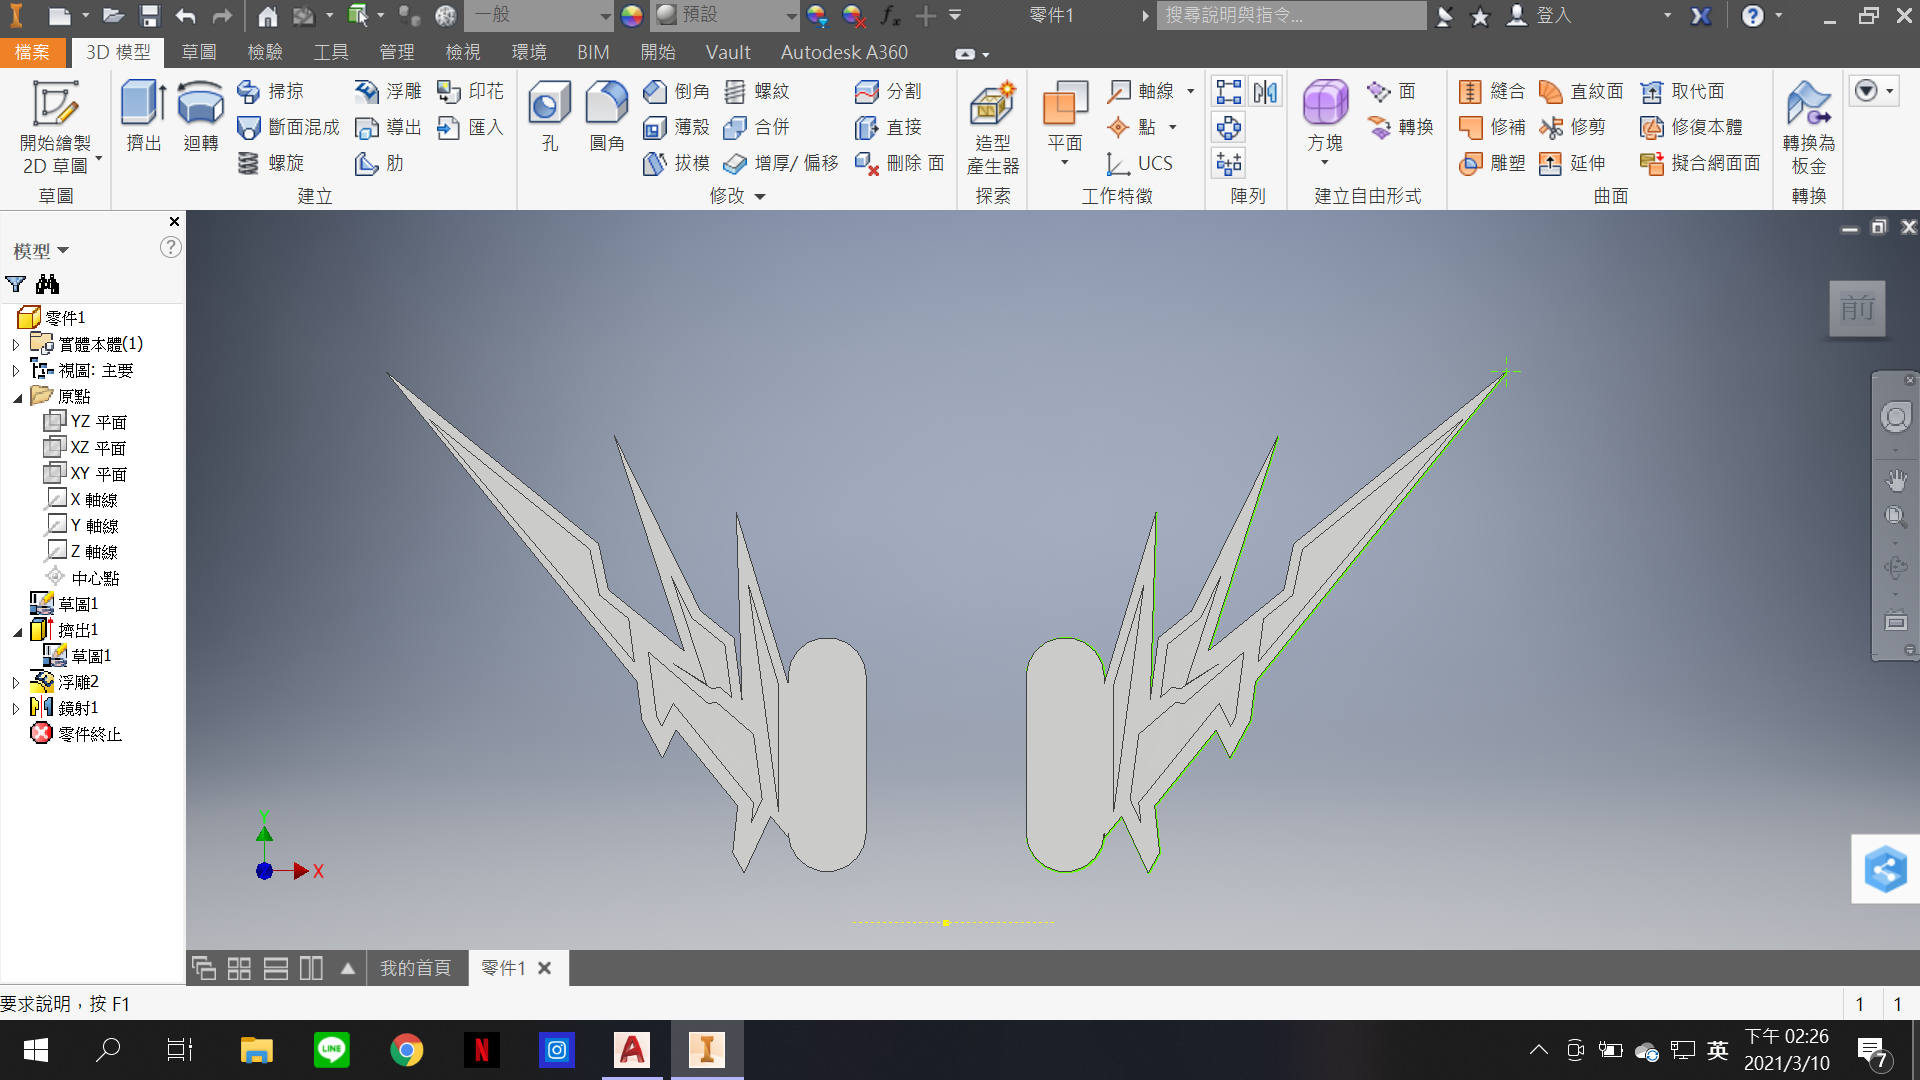 一般
預設
零件1
搜尋說明與指令...
登入
檔案
3D 模型
草圖
檢驗
工具
管理
檢視
環境
BIM
開始
Vault
Autodesk A360
開始繪製
2D 草圖
草圖
擠出
迴轉
掃掠
斷面混成
螺旋
浮雕
導出
肋
印花
匯入
建立
孔
圓角
倒角
薄殼
拔模
螺紋
合併
增厚/ 偏移
分割
直接
刪除 面
修改
造型
產生器
探索
平面
軸線
點
UCS
工作特徵
陣列
方塊
面
轉換
建立自由形式
縫合
修補
雕塑
直紋面
修剪
延伸
取代面
修復本體
擬合網面面
曲面
轉換為
板金
轉換
模型
零件1
實體本體(1)
視圖: 主要
原點
YZ 平面
XZ 平面
XY 平面
X 軸線
Y 軸線
Z 軸線
中心點
草圖1
擠出1
草圖1
浮雕2
鏡射1
零件終止
前
Y
X
我的首頁
零件1
要求說明，按 F1
1 1
LINE
英
下午 02:26
2021/3/10
7